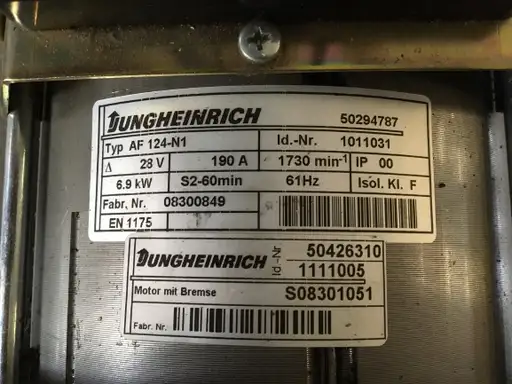 JUNGHEINRICH 50294787
Typ AF 124-N1 Id.-Nr. 1011031
Δ 28 V 190 A 1730 min-1 IP 00
6.9 kW S2-60min 61Hz Isol. Kl. F
Fabr. Nr. 08300849
EN 1175
JUNGHEINRICH Id.-Nr 50426310
1111005
Motor mit Bremse S08301051
Fabr. Nr.